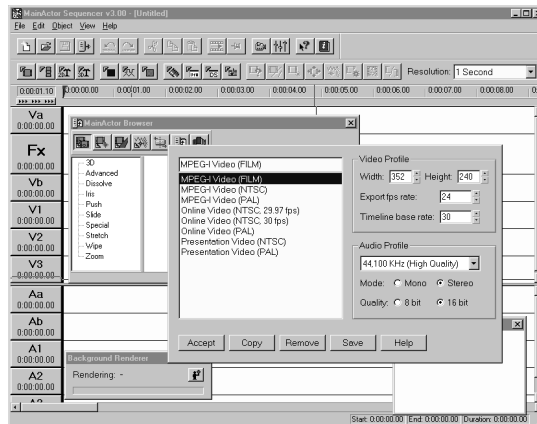 MainActor Sequencer v3.00 - [Untitled]
File Edit Object View Help
Resolution: 1 Second
0:00:01.10 0:00:00.00 0:00:01.00 0:00:02.00 0:00:03.00 0:00:04.00 0:00:05.00 0:00:06.00 0:00:07.00 0:00:08.00
Va
0:00:00.00
Fx
0:00:00.00
Vb
0:00:00.00
V1
0:00:00.00
V2
0:00:00.00
V3
0:00:00.00
Aa
0:00:00.00
Ab
0:00:00.00
A1
0:00:00.00
A2
0:00:00.00
MainActor Browser
3D
Advanced
Dissolve
Iris
Push
Slide
Special
Stretch
Wipe
Zoom
MPEG-I Video (FILM)
MPEG-I Video (FILM)
MPEG-I Video (NTSC)
MPEG-I Video (PAL)
Online Video (NTSC, 29.97 fps)
Online Video (NTSC, 30 fps)
Online Video (PAL)
Presentation Video (NTSC)
Presentation Video (PAL)
Video Profile
Width: 352 Height: 240
Export fps rate: 24
Timeline base rate: 30
Audio Profile
44,100 KHz (High Quality)
Mode: Mono Stereo
Quality: 8 bit 16 bit
Accept Copy Remove Save Help
Background Renderer
Rendering: -
Start: 0:00:00.00 End: 0:00:00.00 Duration: 0:00:00.00